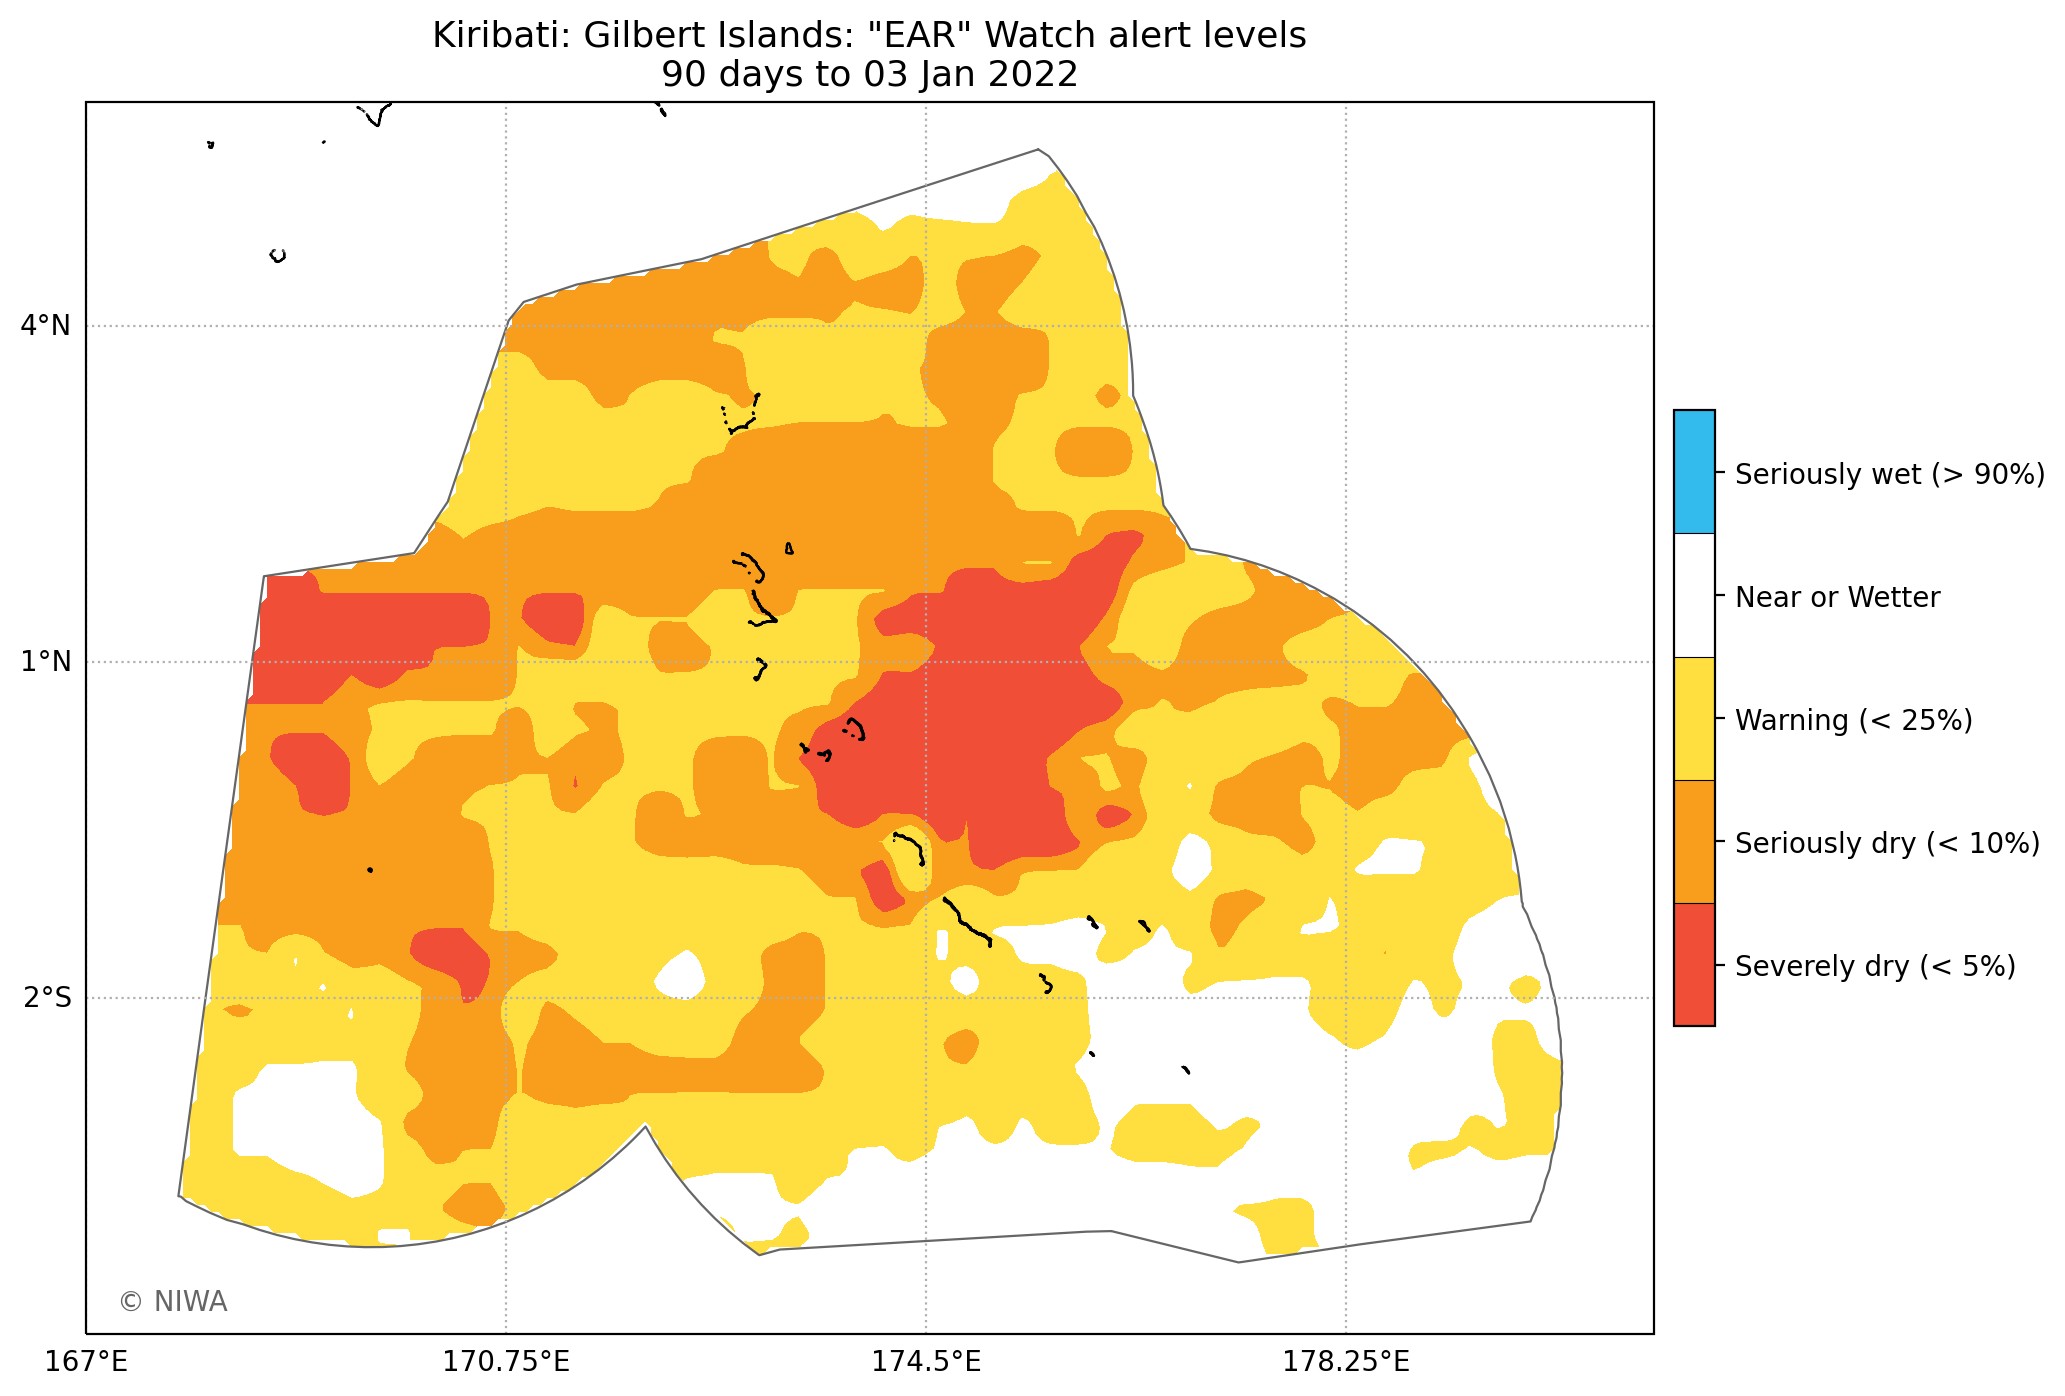 Kiribati: Gilbert Islands: "EAR" Watch alert levels
90 days to 03 Jan 2022
4°N
1°N
2°S
167°E
170.75°E
174.5°E
178.25°E
Seriously wet (> 90%)
Near or Wetter
Warning (< 25%)
Seriously dry (< 10%)
Severely dry (< 5%)
© NIWA